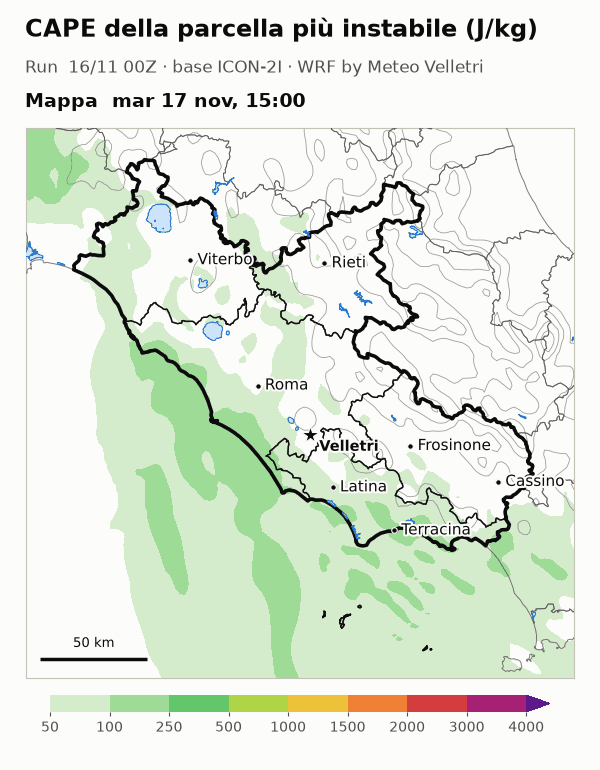 CAPE della parcella più instabile (J/kg)
Run  16/11 00Z · base ICON-2I · WRF by Meteo Velletri
Mappa  mar 17 nov, 15:00
Viterbo
Rieti
Roma
Velletri
Frosinone
Cassino
Latina
Terracina
50 km
50 100 250 500 1000 1500 2000 3000 4000